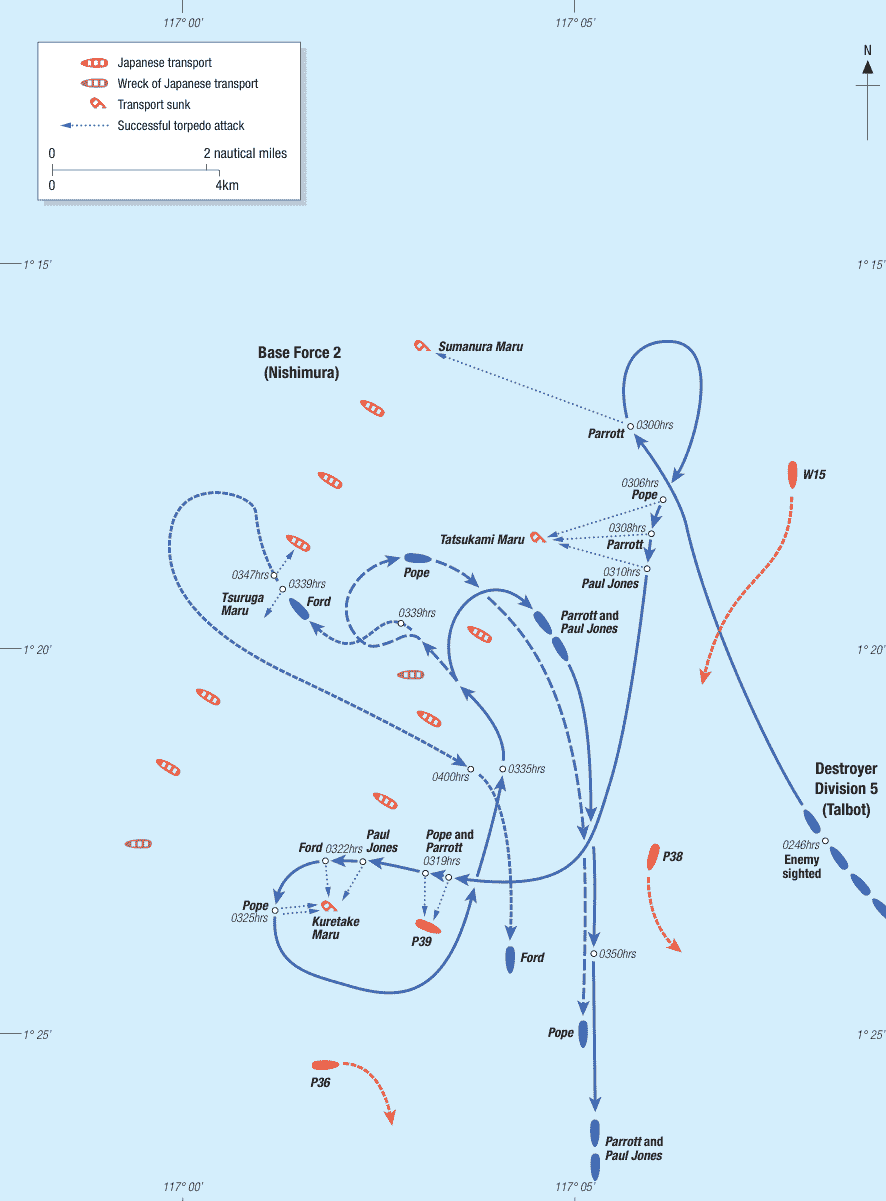 117° 00′
117° 05′
Japanese transport
Wreck of Japanese transport
Transport sunk
Successful torpedo attack
0
2 nautical miles
0
4km
N
1° 15′
1° 15′
Base Force 2
(Nishimura)
Sumanura Maru
Parrott
0300hrs
W15
0306hrs
Pope
0308hrs
Parrott
Tatsukami Maru
0310hrs
Paul Jones
Pope
0347hrs
0339hrs
Tsuruga
Maru
Ford
0339hrs
Parrott and
Paul Jones
1° 20′
1° 20′
0400hrs
0335hrs
Destroyer
Division 5
(Talbot)
0246hrs
Enemy
sighted
Ford
0322hrs
Paul
Jones
Pope and
Parrott
0319hrs
P38
Pope
0325hrs
Kuretake
Maru
P39
Ford
0350hrs
Pope
1° 25′
1° 25′
P36
Parrott and
Paul Jones
117° 00′
117° 05′